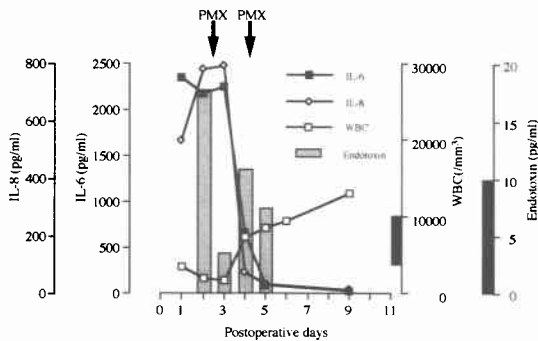 PMX PMX
800
600
400
200
0
IL-8 (pg/ml)
2500
2000
1500
1000
500
0
IL-6 (pg/ml)
IL-6
IL-8
WBC
Endotoxin
30000
20000
10000
0
WBC(/mm³)
20
15
10
5
0
Endotoxin (pg/ml)
0 1 3 5 7 9 11
Postoperative days